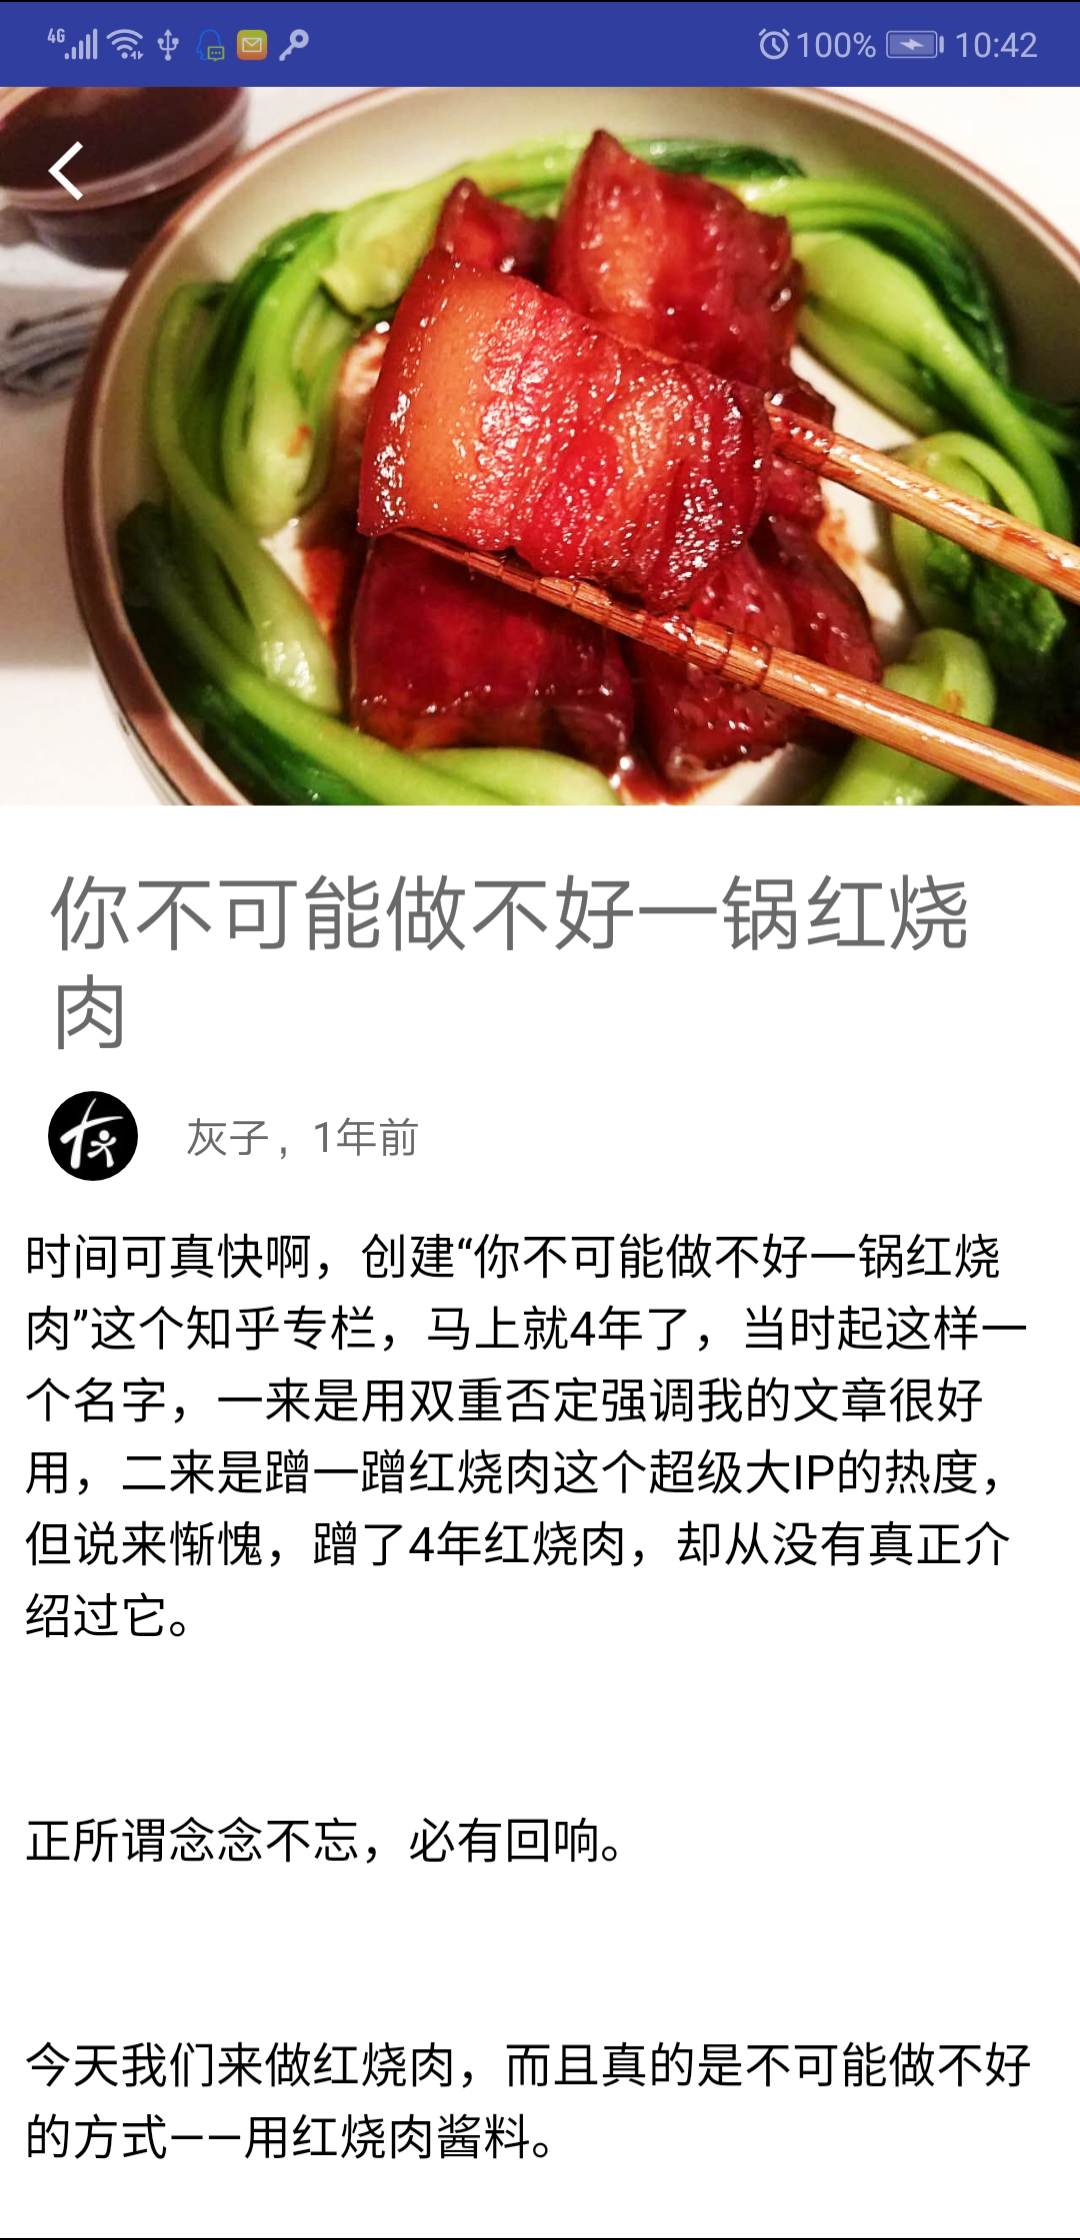 4G 100% 10:42
你不可能做不好一锅红烧
肉
灰子，1年前
时间可真快啊，创建“你不可能做不好一锅红烧
肉”这个知乎专栏，马上就4年了，当时起这样一
个名字，一来是用双重否定强调我的文章很好
用，二来是蹭一蹭红烧肉这个超级大IP的热度，
但说来惭愧，蹭了4年红烧肉，却从没有真正介
绍过它。
正所谓念念不忘，必有回响。
今天我们来做红烧肉，而且真的是不可能做不好
的方式——用红烧肉酱料。